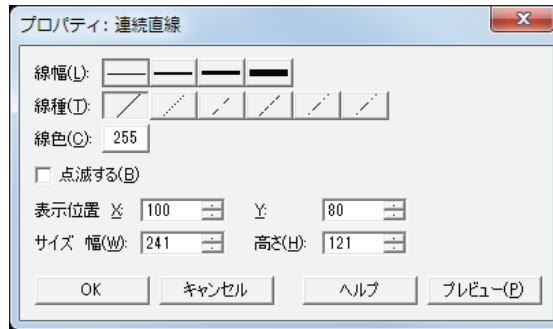 プロパティ: 連続直線
線幅(L):
線種(T):
線色(C): 255
点滅する(B)
表示位置 X: 100 Y: 80
サイズ 幅(W): 241 高さ(H): 121
OK キャンセル ヘルプ プレビュー(P)